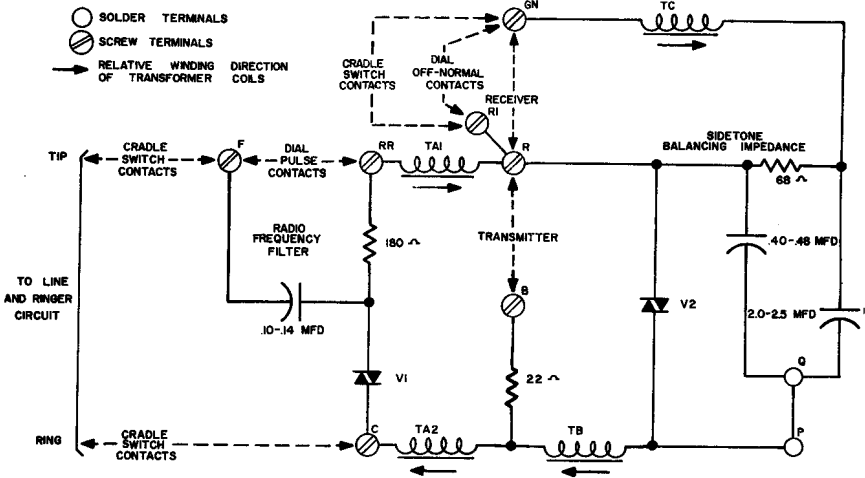 SOLDER TERMINALS
SCREW TERMINALS
RELATIVE WINDING DIRECTION
OF TRANSFORMER COILS
GN
TC
CRADLE
SWITCH
CONTACTS
DIAL
OFF-NORMAL
CONTACTS
RECEIVER
R1
SIDETONE
BALANCING IMPEDANCE
TIP
CRADLE
SWITCH
CONTACTS
F
DIAL
PULSE
CONTACTS
RR
TA1
R
68 Ω
RADIO
FREQUENCY
FILTER
180 Ω
TRANSMITTER
.40-.48 MFD
TO LINE
AND RINGER
CIRCUIT
B
V2
2.0-2.5 MFD
.10-.14 MFD
V1
22 Ω
Q
RING
CRADLE
SWITCH
CONTACTS
C
TA2
TB
P